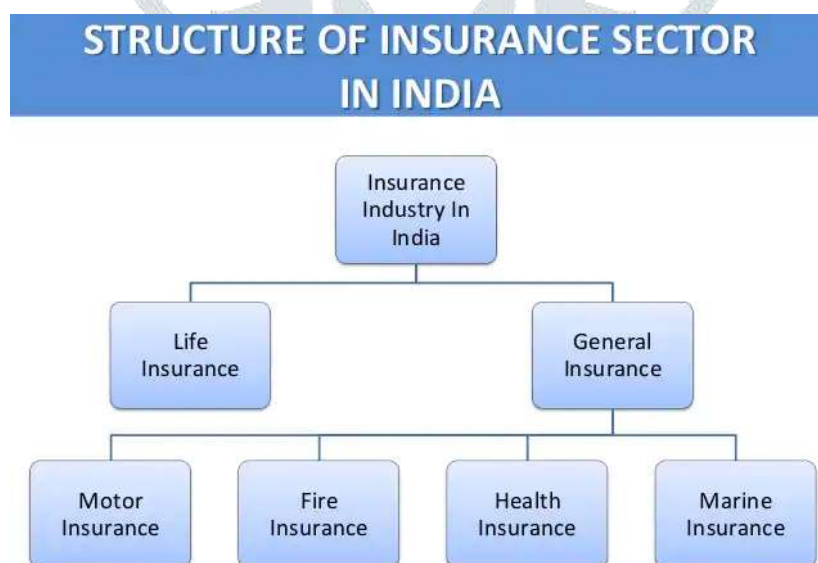 STRUCTURE OF INSURANCE SECTOR
IN INDIA
Insurance
Industry In
India
Life
Insurance
General
Insurance
Motor
Insurance
Fire
Insurance
Health
Insurance
Marine
Insurance